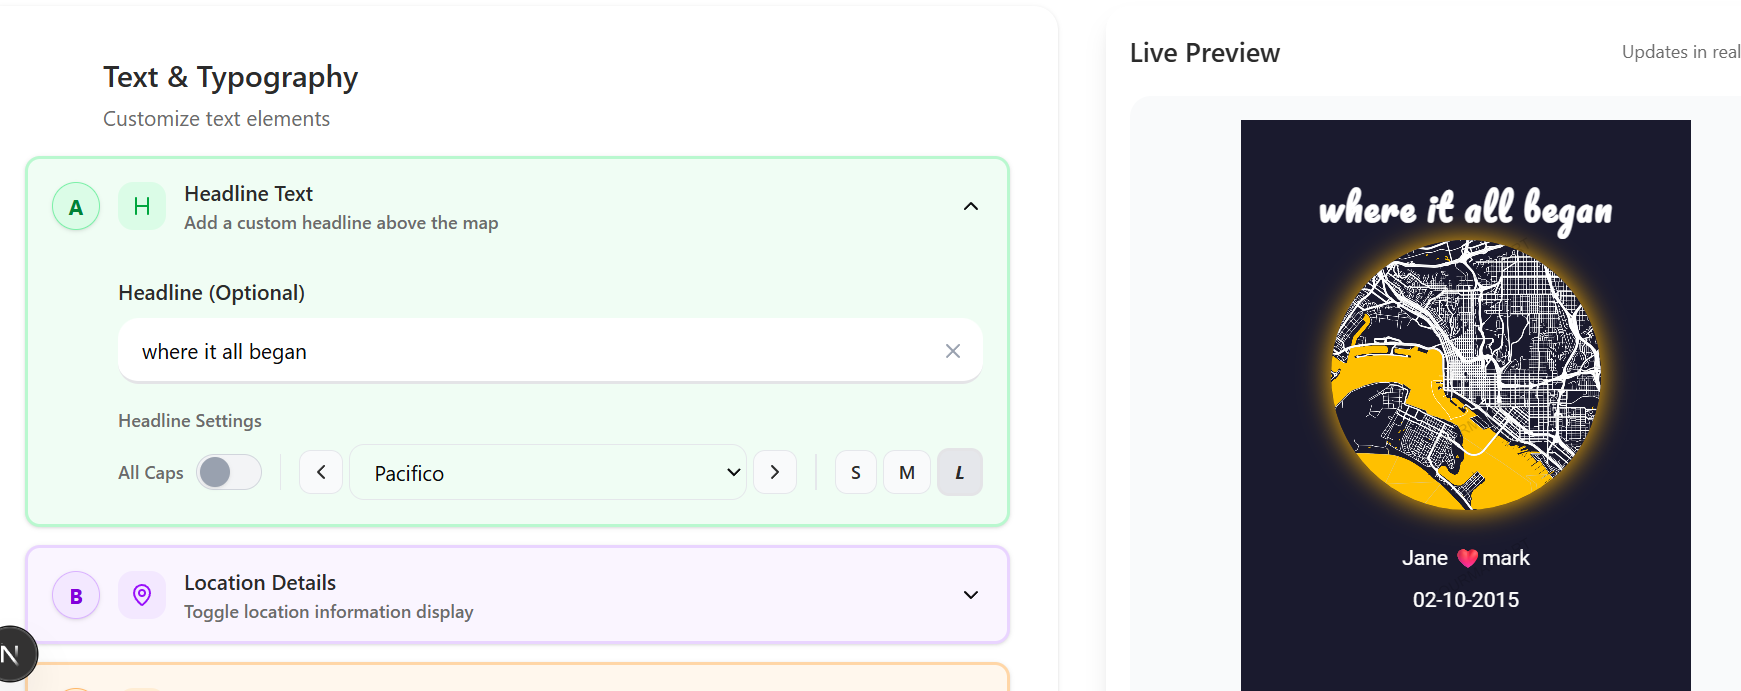 Text & Typography
Customize text elements
A
H
Headline Text
Add a custom headline above the map
Headline (Optional)
where it all began
Headline Settings
All Caps
Pacifico
S
M
L
B
Location Details
Toggle location information display
N
Live Preview
Updates in real
where it all began
Jane ❤️ mark
02-10-2015